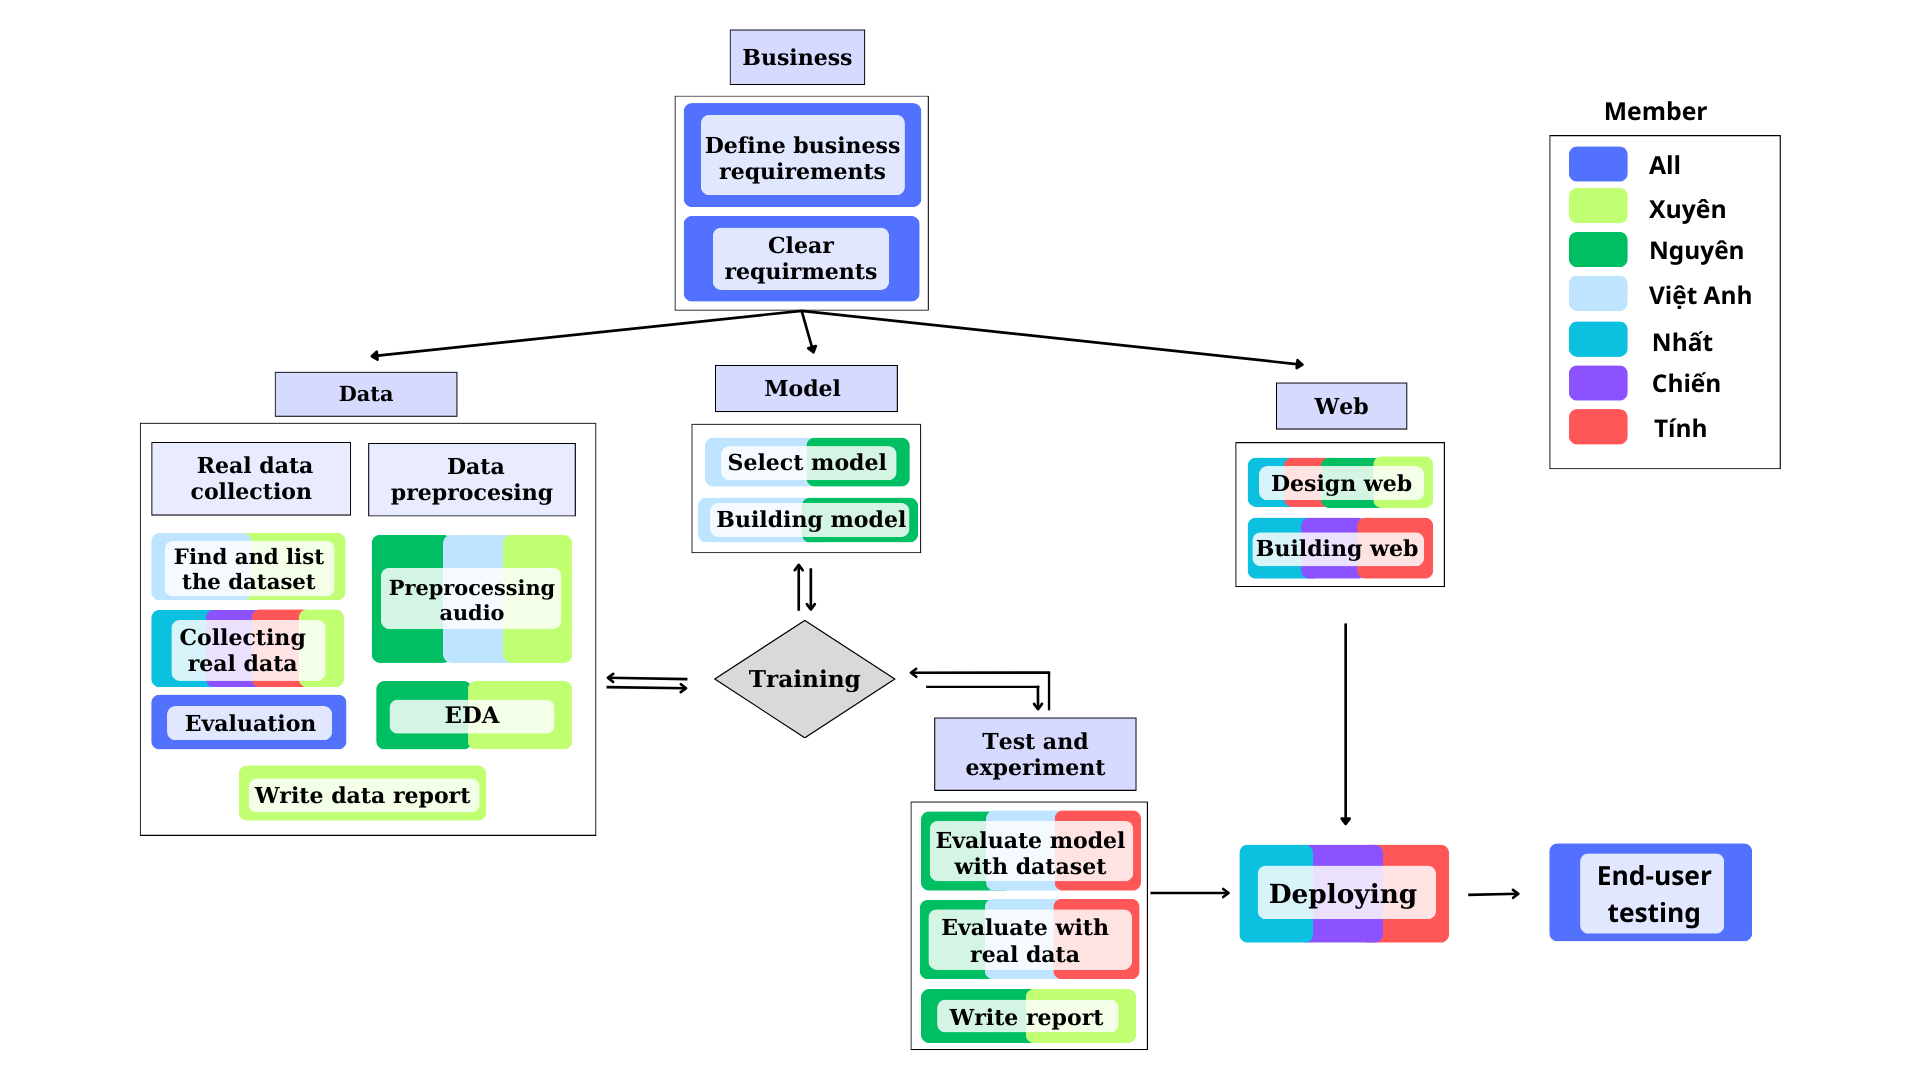 Business
Define business
requirements
Clear
requirments
Member
All
Xuyên
Nguyên
Việt Anh
Nhất
Chiến
Tính
Data
Real data
collection
Data
preprocesing
Find and list
the dataset
Collecting
real data
Evaluation
Preprocessing
audio
EDA
Write data report
Model
Select model
Building model
Training
Web
Design web
Building web
Test and
experiment
Evaluate model
with dataset
Evaluate with
real data
Write report
Deploying
End-user
testing